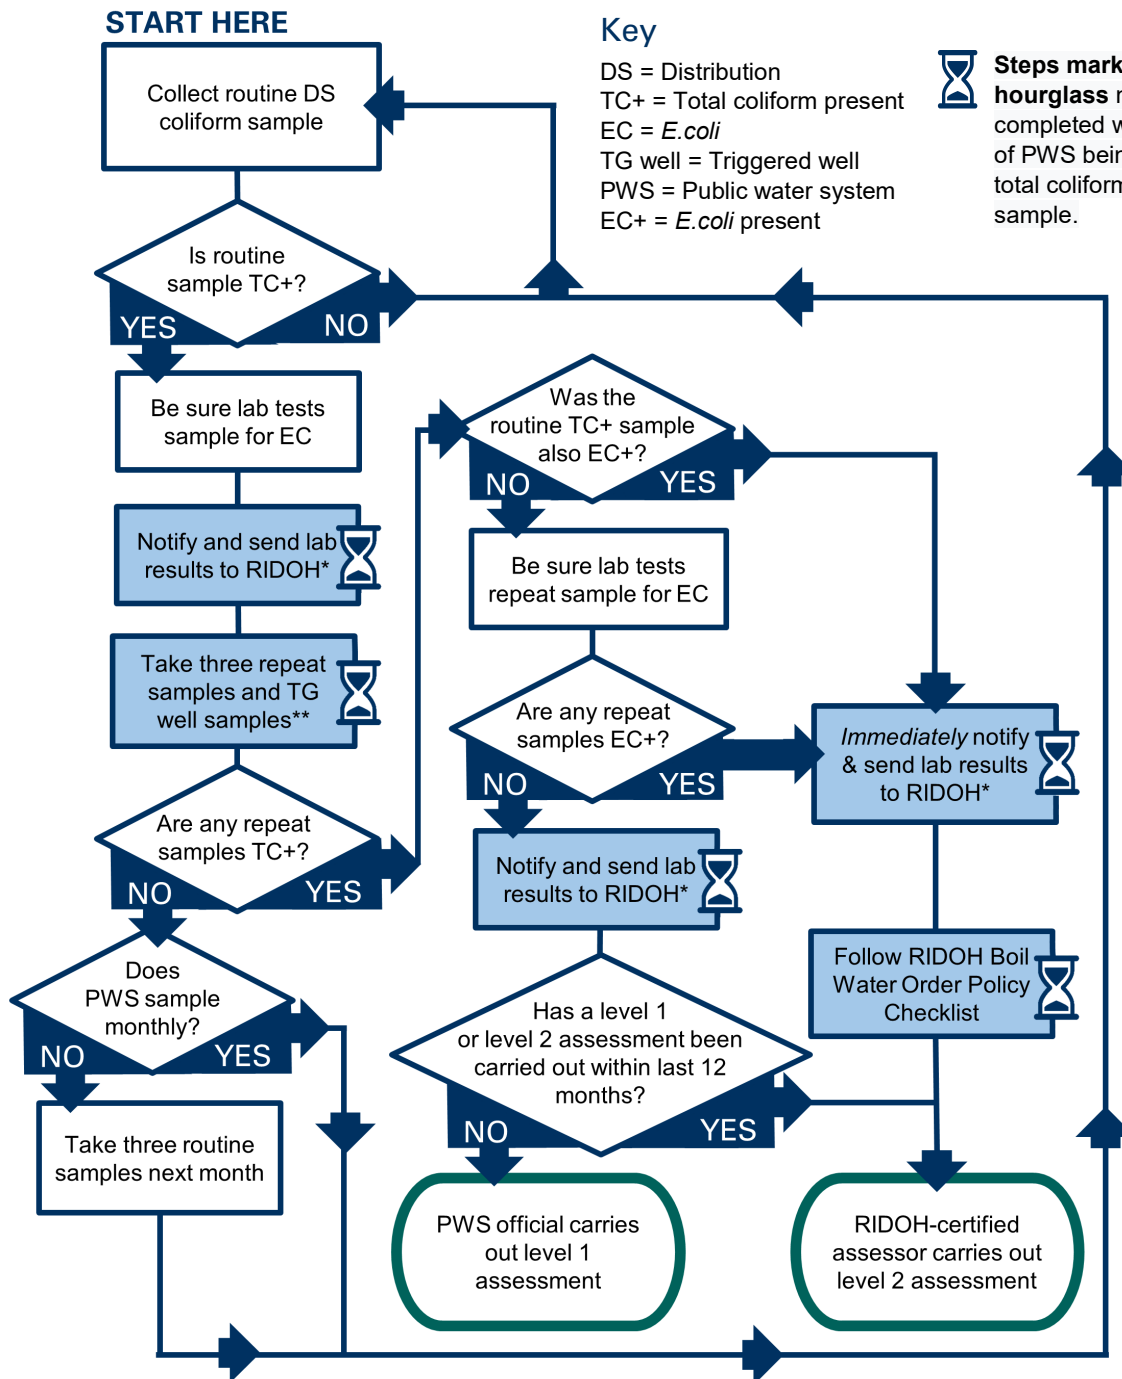 START HERE
Collect routine DS
coliform sample
Key
DS = Distribution
TC+ = Total coliform present
EC = E.coli
TG well = Triggered well
PWS = Public water system
EC+ = E.coli present
Steps mark
hourglass
completed w
of PWS bein
total coliform
sample.
Is routine
sample TC+?
YES
NO
Be sure lab tests
sample for EC
Notify and send lab
results to RIDOH*
Take three repeat
samples and TG
well samples**
Are any repeat
samples TC+?
NO
YES
Does
PWS sample
monthly?
NO
YES
Take three routine
samples next month
Was the
routine TC+ sample
also EC+?
NO
YES
Be sure lab tests
repeat sample for EC
Are any repeat
samples EC+?
NO
YES
Notify and send lab
results to RIDOH*
Has a level 1
or level 2 assessment been
carried out within last 12
months?
NO
YES
PWS official carries
out level 1
assessment
Immediately notify
& send lab results
to RIDOH*
Follow RIDOH Boil
Water Order Policy
Checklist
RIDOH-certified
assessor carries out
level 2 assessment